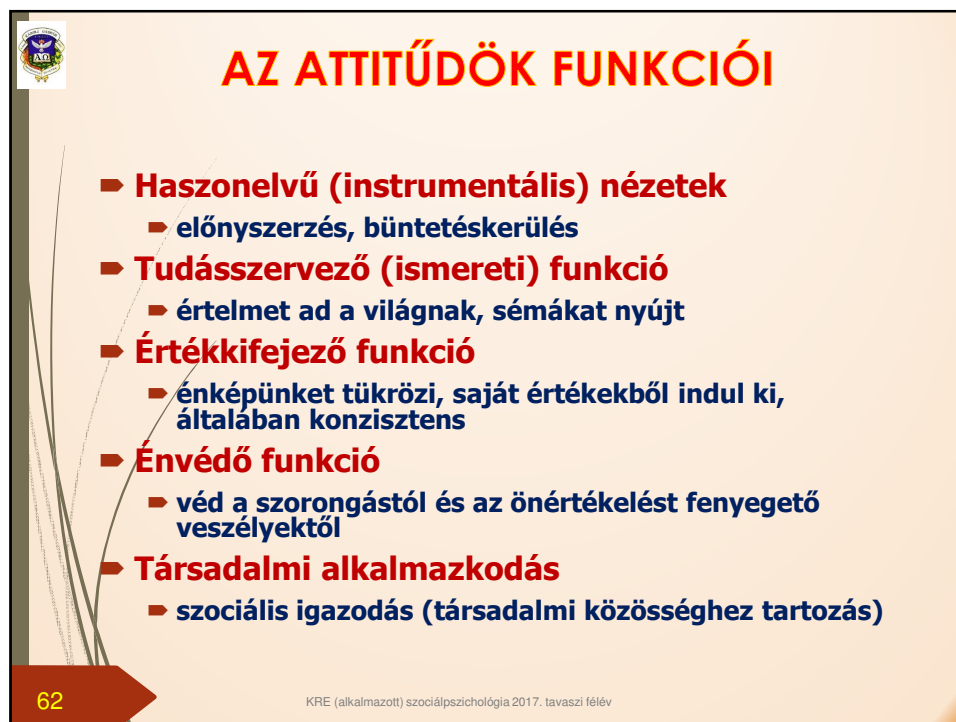 AZ ATTITŰDÖK FUNKCIÓI
Haszonelvű (instrumentális) nézetek
előnyszerzés, büntetéskerülés
Tudásszervező (ismereti) funkció
értelmet ad a világnak, sémákat nyújt
Értékkifejező funkció
énképünket tükrözi, saját értékekből indul ki,
általában konzisztens
Énvédő funkció
véd a szorongástól és az önértékelést fenyegető
veszélyektől
Társadalmi alkalmazkodás
szociális igazodás (társadalmi közösséghez tartozás)
62
KRE (alkalmazott) szociálpszichológia 2017. tavaszi félév